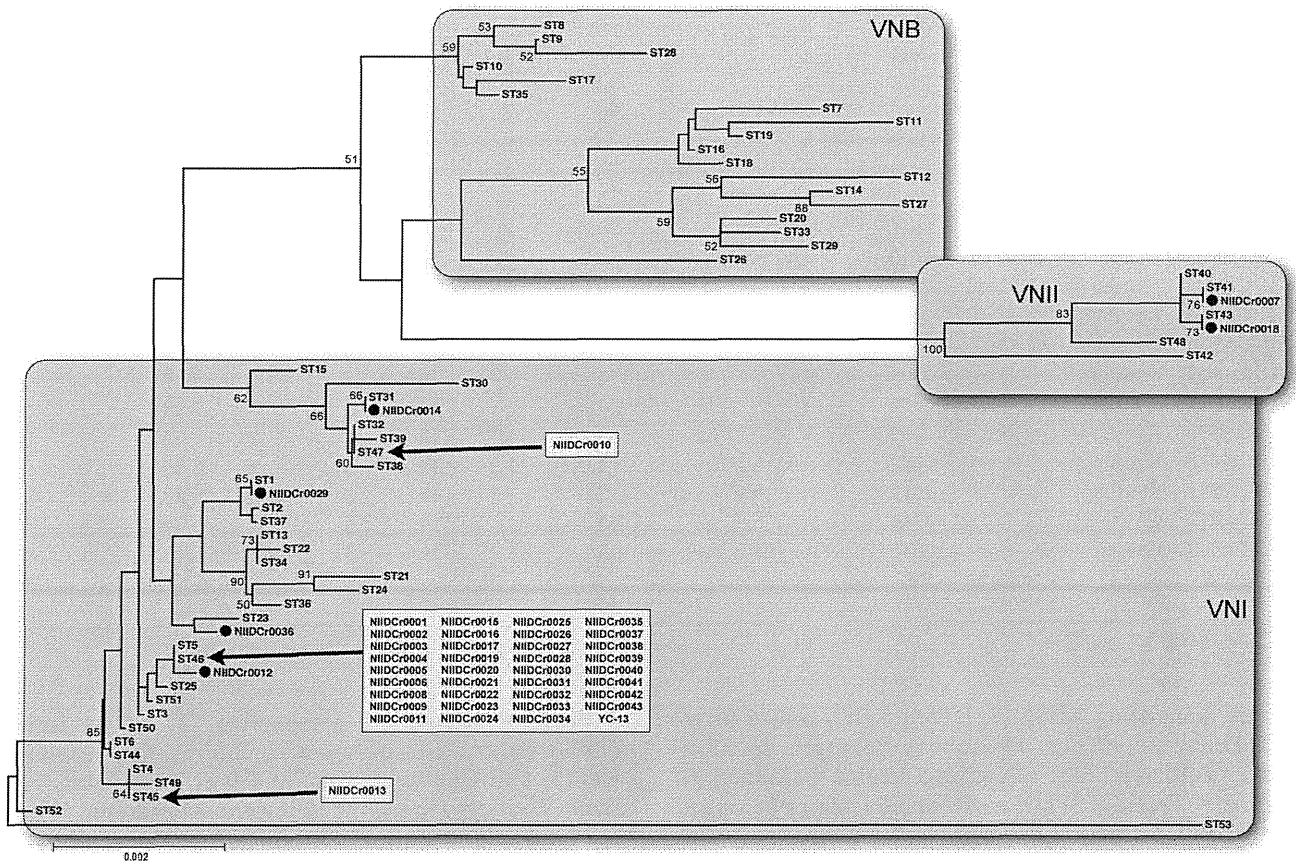 VNB
53
ST8
ST9
59
52
ST28
ST10
ST17
ST35
ST7
ST11
ST19
ST16
ST18
51
55
56
ST12
ST14
88
ST27
59
ST20
ST33
52
ST29
ST26
VNII
ST40
ST41
76
NIIDCr0007
83
ST43
73
NIIDCr0018
ST48
100
ST42
ST15
62
ST30
66
66
ST31
NIIDCr0014
ST32
ST39
ST47
NIIDCr0010
60
ST38
65
ST1
NIIDCr0029
ST2
ST37
ST13
73
ST22
ST34
90
91
ST21
ST24
50
ST36
ST23
NIIDCr0036
VNI
ST5
ST46
NIIDCr0012
ST25
ST51
ST3
ST50
NIIDCr0001 NIIDCr0015 NIIDCr0025 NIIDCr0035
NIIDCr0002 NIIDCr0016 NIIDCr0026 NIIDCr0037
NIIDCr0003 NIIDCr0017 NIIDCr0027 NIIDCr0038
NIIDCr0004 NIIDCr0019 NIIDCr0028 NIIDCr0039
NIIDCr0005 NIIDCr0020 NIIDCr0030 NIIDCr0040
NIIDCr0006 NIIDCr0021 NIIDCr0031 NIIDCr0041
NIIDCr0008 NIIDCr0022 NIIDCr0032 NIIDCr0042
NIIDCr0009 NIIDCr0023 NIIDCr0033 NIIDCr0043
NIIDCr0011 NIIDCr0024 NIIDCr0034 YC-13
85
ST6
ST44
ST4
ST49
64
ST45
NIIDCr0013
ST52
ST53
0.002